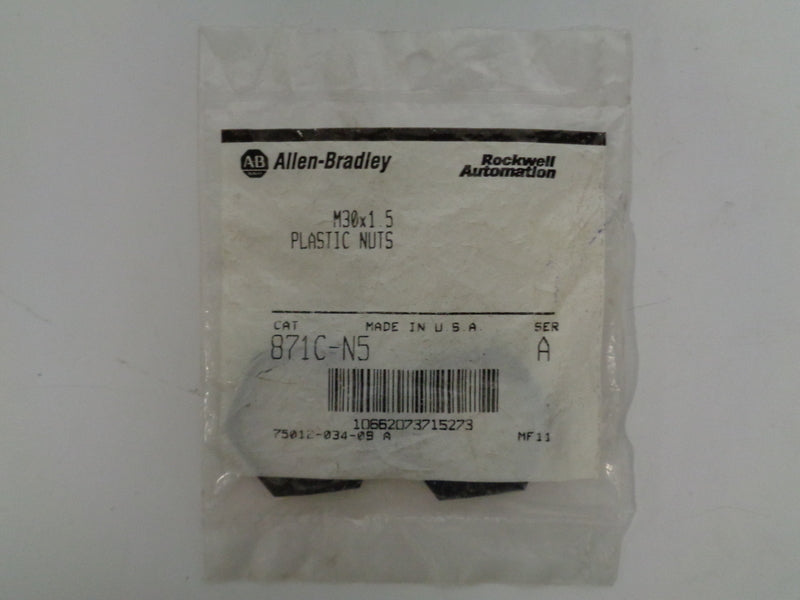 AB Allen-Bradley
Rockwell
Automation
M30x1.5
PLASTIC NUTS
CAT MADE IN U.S.A. SER
871C-N5 A
10662073715273
75012-034-09 A MF11